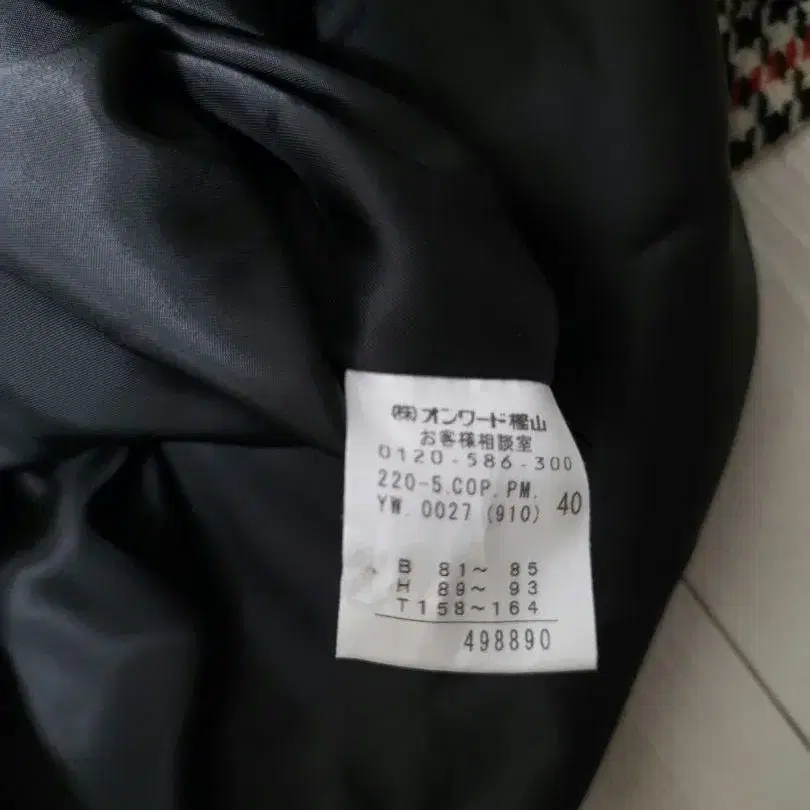 ㈱オンワード樫山
お客様相談室
0120-586-300
220-5.COP.PM.
YW.0027 (910) 40
B 81〜 85
H 89〜 93
T 158〜164
498890